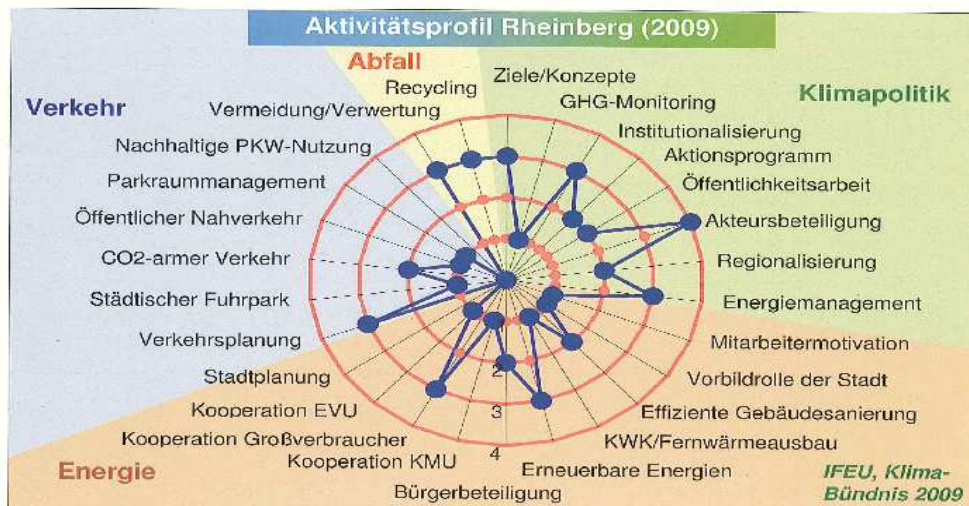 Aktivitätsprofil Rheinberg (2009)
Abfall
Verkehr
Klimapolitik
Energie
Ziele/Konzepte
GHG-Monitoring
Institutionalisierung
Aktionsprogramm
Öffentlichkeitsarbeit
Akteursbeteiligung
Regionalisierung
Energiemanagement
Mitarbeitermotivation
Vorbildrolle der Stadt
Effiziente Gebäudesanierung
KWK/Fernwärmeausbau
Erneuerbare Energien
Bürgerbeteiligung
Kooperation KMU
Kooperation Großverbraucher
Kooperation EVU
Stadtplanung
Verkehrsplanung
Städtischer Fuhrpark
CO2-armer Verkehr
Öffentlicher Nahverkehr
Parkraummanagement
Nachhaltige PKW-Nutzung
Vermeidung/Verwertung
Recycling
2
3
4
IFEU, Klima-
Bündnis 2009